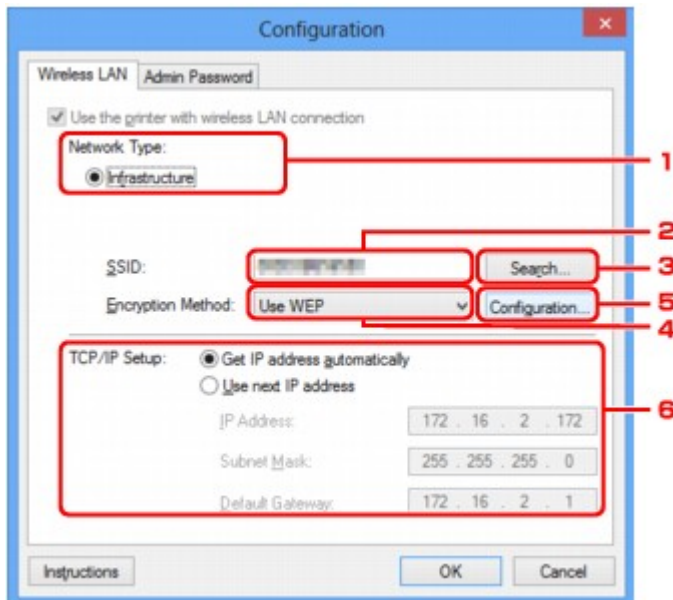 Configuration
Wireless LAN Admin Password
Use the printer with wireless LAN connection
Network Type:
1
Infrastructure
2
SSID: Search...
3
Encryption Method: Use WEP Configuration...
5
4
TCP/IP Setup: Get IP address automatically
Use next IP address
6
IP Address: 172 . 16 . 2 . 172
Subnet Mask: 255 . 255 . 255 . 0
Default Gateway: 172 . 16 . 2 . 1
Instructions OK Cancel